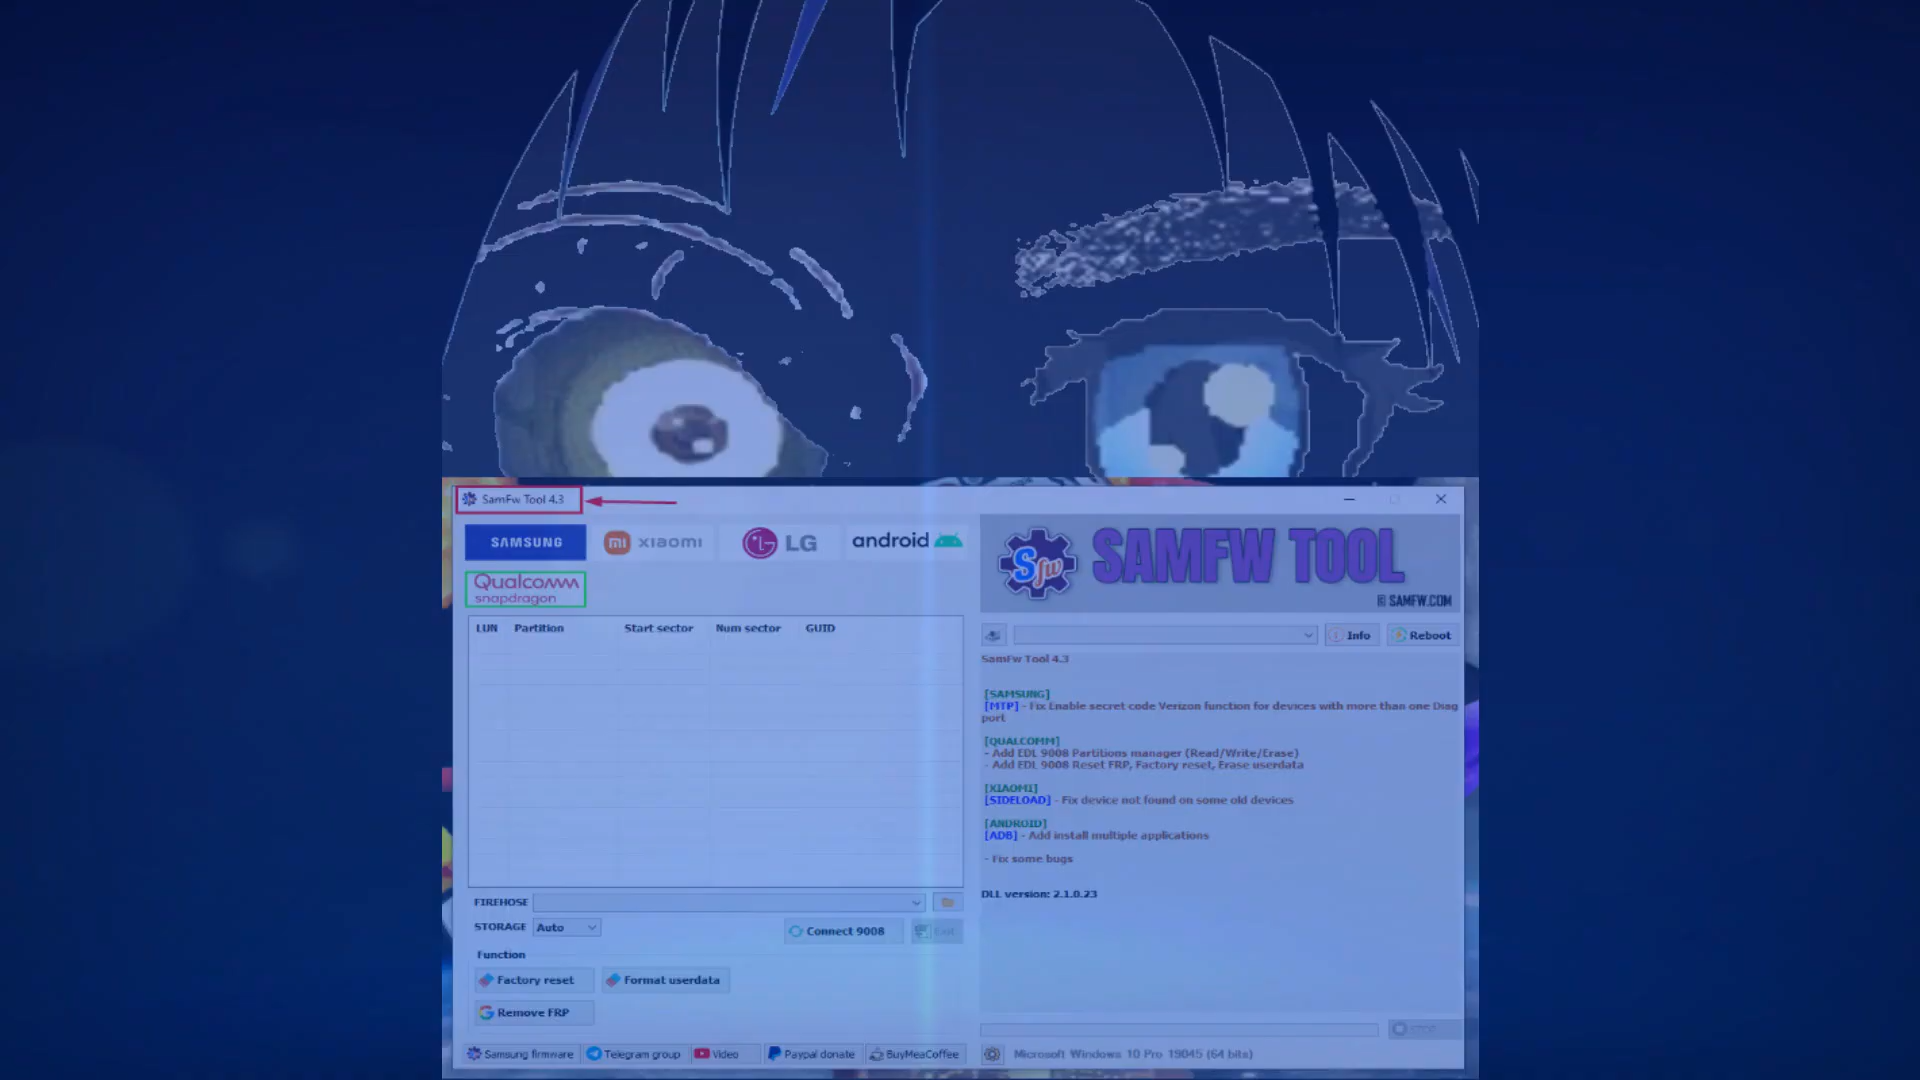 SamFw Tool 4.3
SAMSUNG
mi xiaomi
LG
android
Qualcomm
snapdragon
SFw
SAMFW TOOL
SAMFW.COM
LUN Partition Start sector Num sector GUID
Info
Reboot
SamFw Tool 4.3
[SAMSUNG]
[MTP] - Fix Enable secret code Verizon function for devices with more than one Diag
port
[QUALCOMM]
- Add EDL 9008 Partitions manager (Read/Write/Erase)
- Add EDL 9008 Reset FRP, Factory reset, Erase userdata
[XIAOMI]
[SIDELOAD] - Fix device not found on some old devices
[ANDROID]
[ADB] - Add install multiple applications
- Fix some bugs
DLL version: 2.1.0.23
FIREHOSE
STORAGE Auto
Connect 9008
Exit
Function
Factory reset
Format userdata
Remove FRP
Samsung firmware
Telegram group
Video
Paypal donate
BuyMeaCoffee
Microsoft Windows 10 Pro 19045 (64 bits)